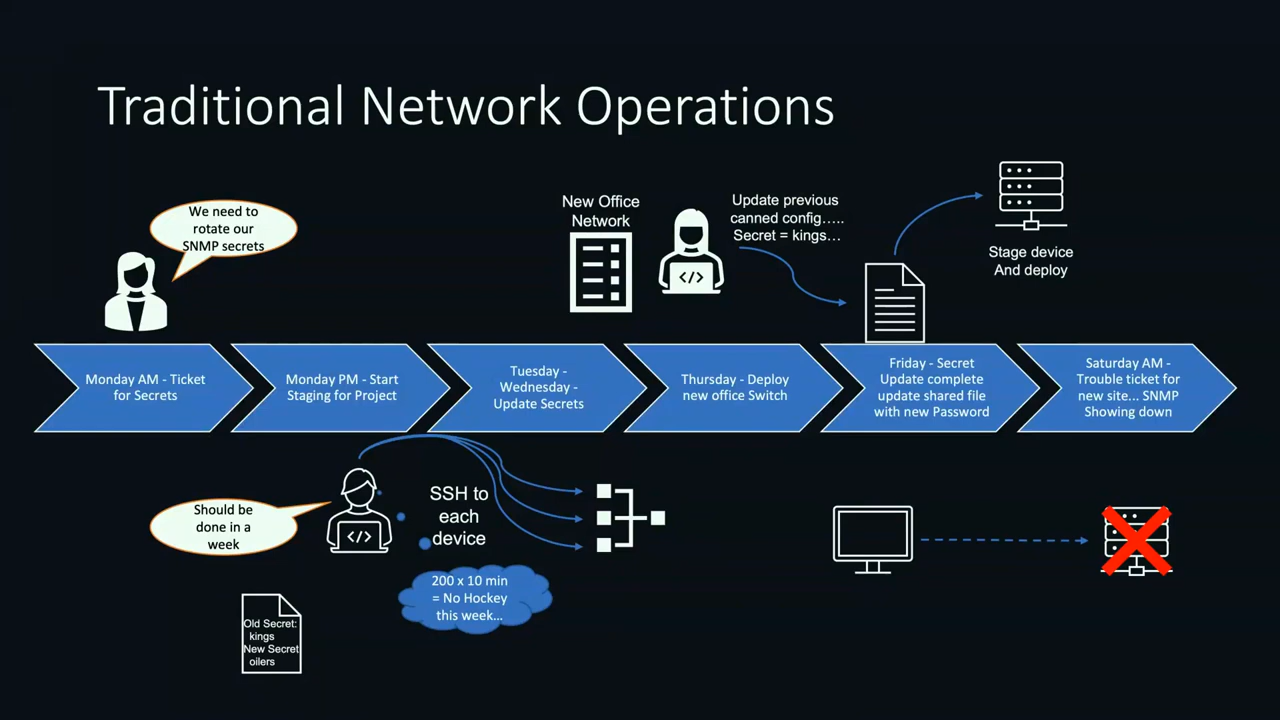 Traditional Network Operations
We need to
rotate our
SNMP secrets
New Office
Network
Update previous
canned config…..
Secret = kings…
Stage device
And deploy
Monday AM - Ticket
for Secrets
Monday PM - Start
Staging for Project
Tuesday -
Wednesday -
Update Secrets
Thursday - Deploy
new office Switch
Friday - Secret
Update complete
update shared file
with new Password
Saturday AM -
Trouble ticket for
new site... SNMP
Showing down
Should be
done in a
week
</>
SSH to
each
device
200 x 10 min
= No Hockey
this week…
Old Secret:
kings
New Secret
oilers